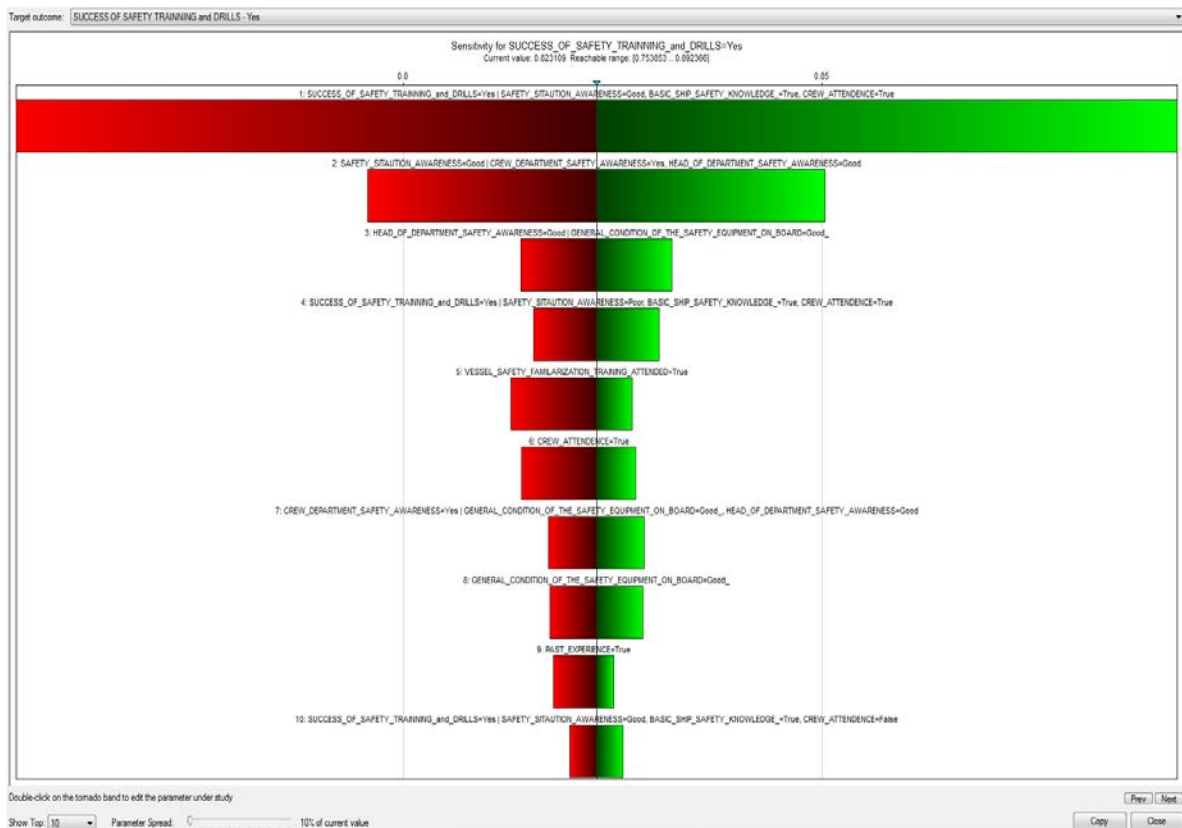 Target outcome: SUCCESS OF SAFETY TRAINNING and DRILLS - Yes
Sensitivity for SUCCESS_OF_SAFETY_TRAINNING_and_DRILLS=Yes
Current value: 0.823109 Reachable range: [0.753853 .. 0.892366]
0.8 0.85
1: SUCCESS_OF_SAFETY_TRAINNING_and_DRILLS=Yes | SAFETY_SITAUTION_AWARENESS=Good, BASIC_SHIP_SAFETY_KNOWLEDGE_=True, CREW_ATTENDENCE=True
2: SAFETY_SITAUTION_AWARENESS=Good | CREW_DEPARTMENT_SAFETY_AWARENESS=Yes, HEAD_OF_DEPARTMENT_SAFETY_AWARENESS=Good
3: HEAD_OF_DEPARTMENT_SAFETY_AWARENESS=Good | GENERAL_CONDITION_OF_THE_SAFETY_EQUIPMENT_ON_BOARD=Good_
4: SUCCESS_OF_SAFETY_TRAINNING_and_DRILLS=Yes | SAFETY_SITAUTION_AWARENESS=Poor, BASIC_SHIP_SAFETY_KNOWLEDGE_=True, CREW_ATTENDENCE=True
5: VESSEL_SAFETY_FAMILARIZATION_TRAINING_ATTENDED=True
6: CREW_ATTENDENCE=True
7: CREW_DEPARTMENT_SAFETY_AWARENESS=Yes | GENERAL_CONDITION_OF_THE_SAFETY_EQUIPMENT_ON_BOARD=Good_, HEAD_OF_DEPARTMENT_SAFETY_AWARENESS=Good
8: GENERAL_CONDITION_OF_THE_SAFETY_EQUIPMENT_ON_BOARD=Good_
9: PAST_EXPERIENCE=True
10: SUCCESS_OF_SAFETY_TRAINNING_and_DRILLS=Yes | SAFETY_SITAUTION_AWARENESS=Good, BASIC_SHIP_SAFETY_KNOWLEDGE_=True, CREW_ATTENDENCE=False
Double-click on the tornado band to edit the parameter under study
Prev Next
Show Top: 10 Parameter Spread: 10% of current value Copy Close